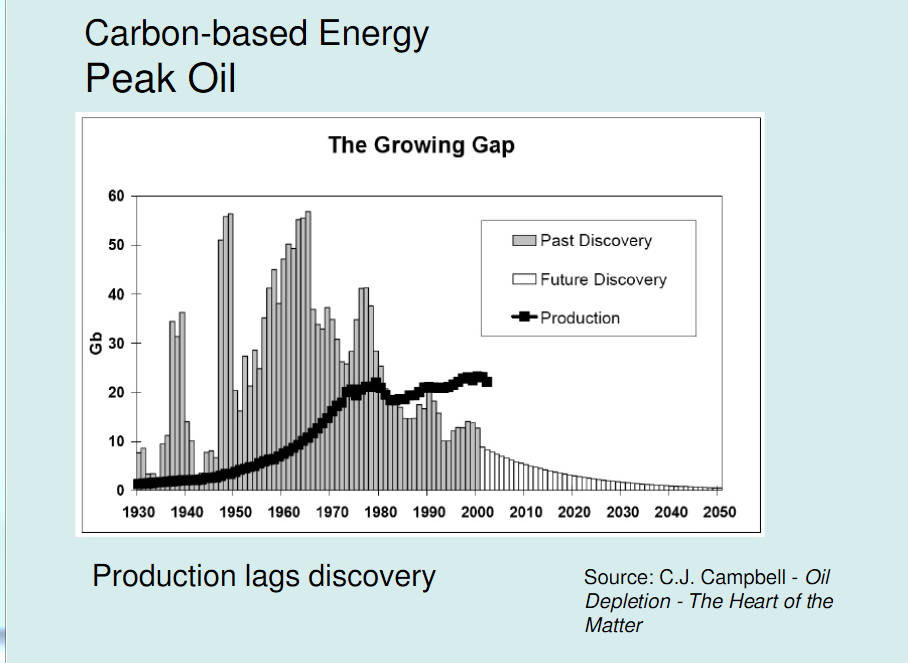 Carbon-based Energy
Peak Oil
The Growing Gap
60
50
40
30
20
10
0
Gb
Past Discovery
Future Discovery
Production
1930 1940 1950 1960 1970 1980 1990 2000 2010 2020 2030 2040 2050
Production lags discovery
Source: C.J. Campbell - Oil
Depletion - The Heart of the
Matter